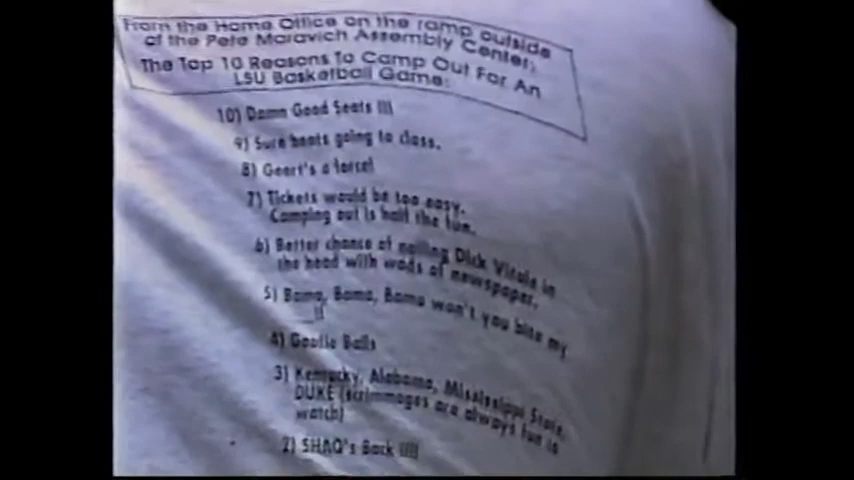 From the Home Office on the ramp outside
of the Pete Maravich Assembly Center:
The Top 10 Reasons To Camp Out For An
LSU Basketball Game:
10) Damn Good Seats !!!
9) Sure beats going to class.
8) Geert's a force!
7) Tickets would be too easy.
Camping out is half the fun.
6) Better chance of nailing Dick Vitale in
the head with wads of newspaper.
5) Bama, Bama, Bama won't you bite my
__!!
4) Goofie Balls
3) Kentucky, Alabama, Mississippi State,
DUKE (scrimmages are always fun to
watch)
2) SHAQ's Back !!!!